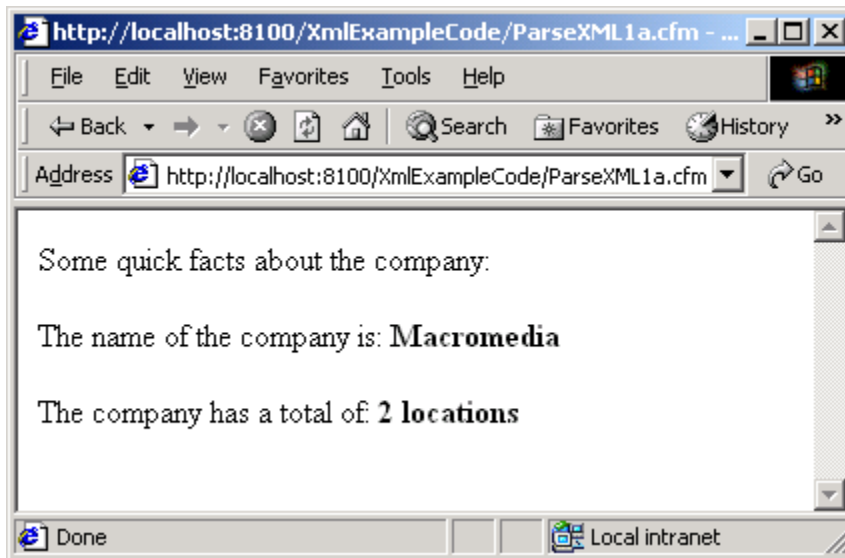 http://localhost:8100/XmlExampleCode/ParseXML1a.cfm - ...
File Edit View Favorites Tools Help
Back Search Favorites History »
Address http://localhost:8100/XmlExampleCode/ParseXML1a.cfm Go
Some quick facts about the company:
The name of the company is: Macromedia
The company has a total of: 2 locations
Done Local intranet